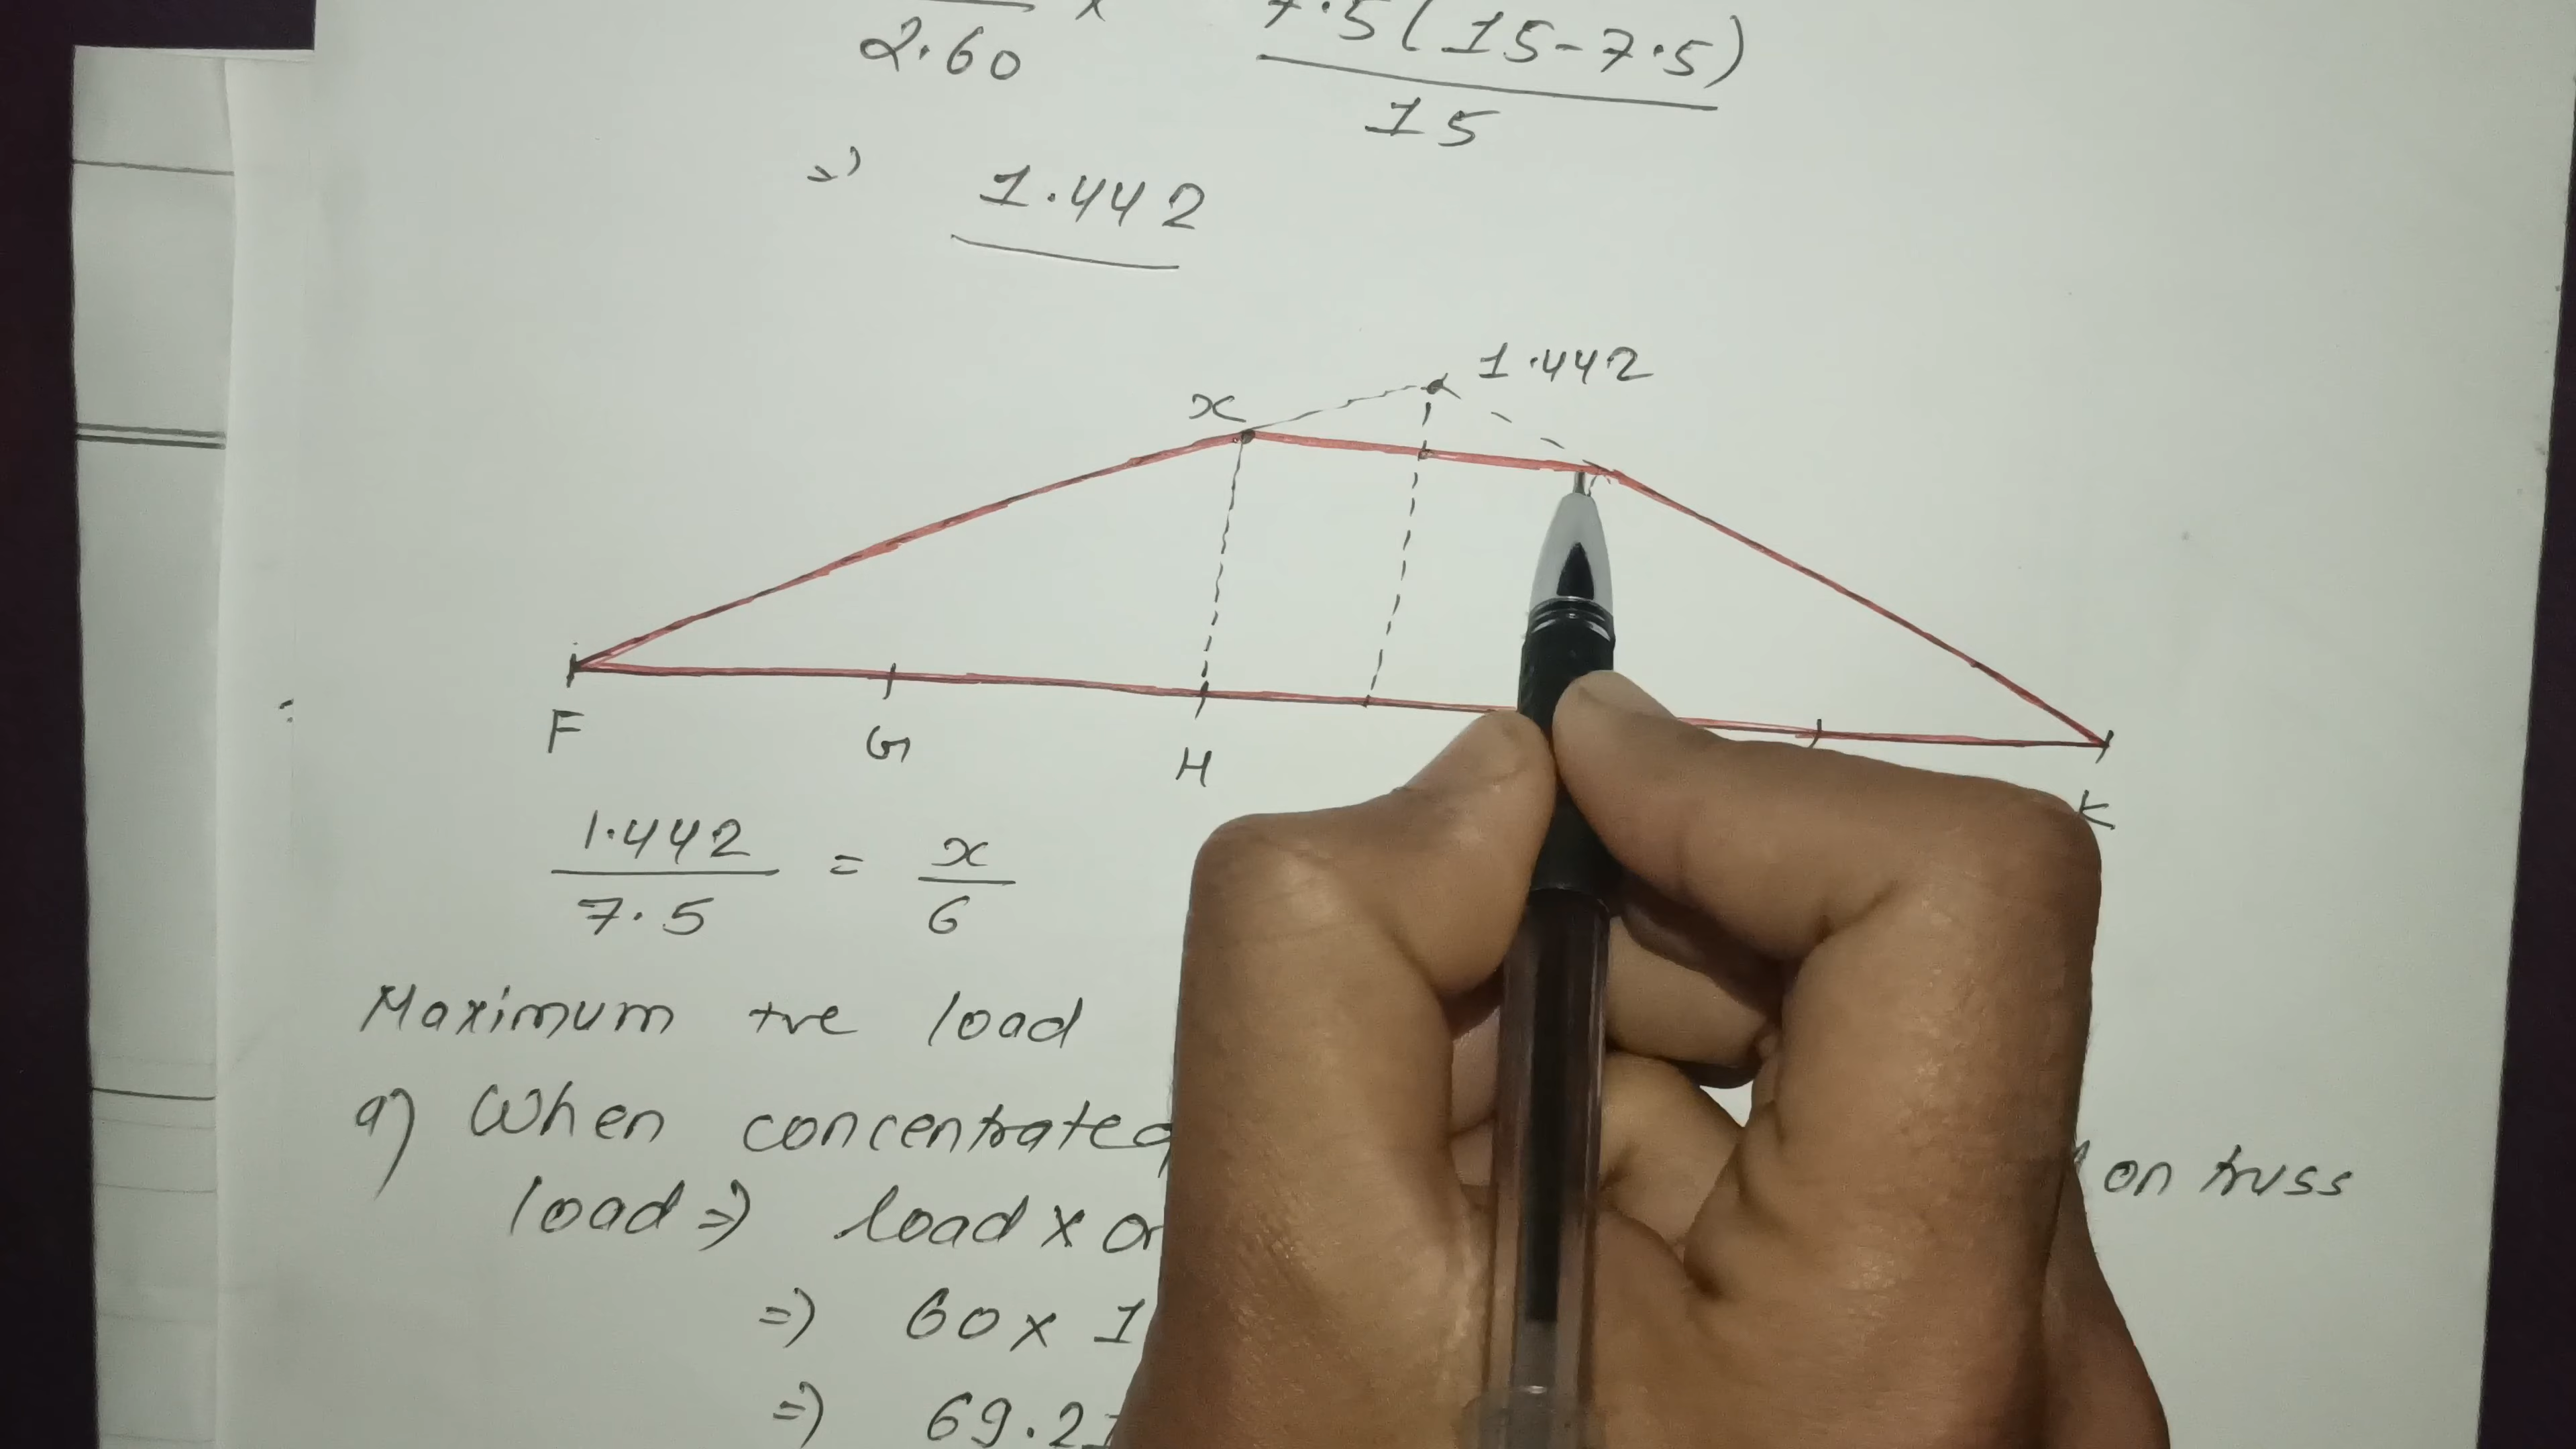 2.60 × 7.5(15-7.5)
15
=> 1.442
1.442
x
F G H K
1.442 = x
7.5 6
Maximum +ve load
a) When concentrated on truss
load => load x
=> 60 x 1
=> 69.2